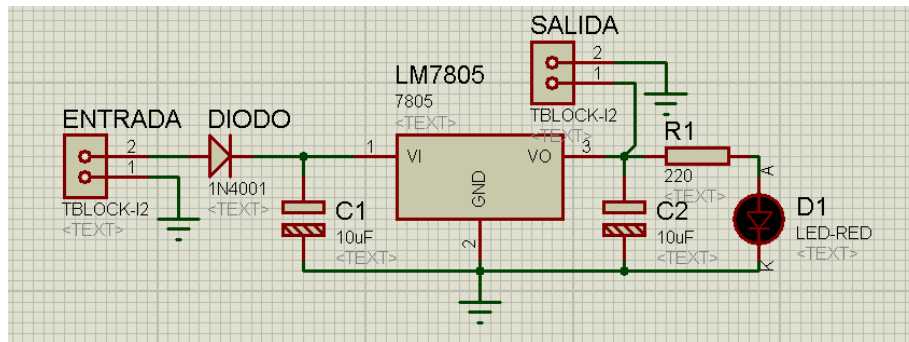 SALIDA
2
1
TBLOCK-I2
<TEXT>
LM7805
7805
<TEXT>
ENTRADA
2
1
TBLOCK-I2
<TEXT>
DIODO
1N4001
<TEXT>
1
VI
VO
3
GND
2
C1
10uF
<TEXT>
C2
10uF
<TEXT>
R1
220
<TEXT>
A
K
D1
LED-RED
<TEXT>